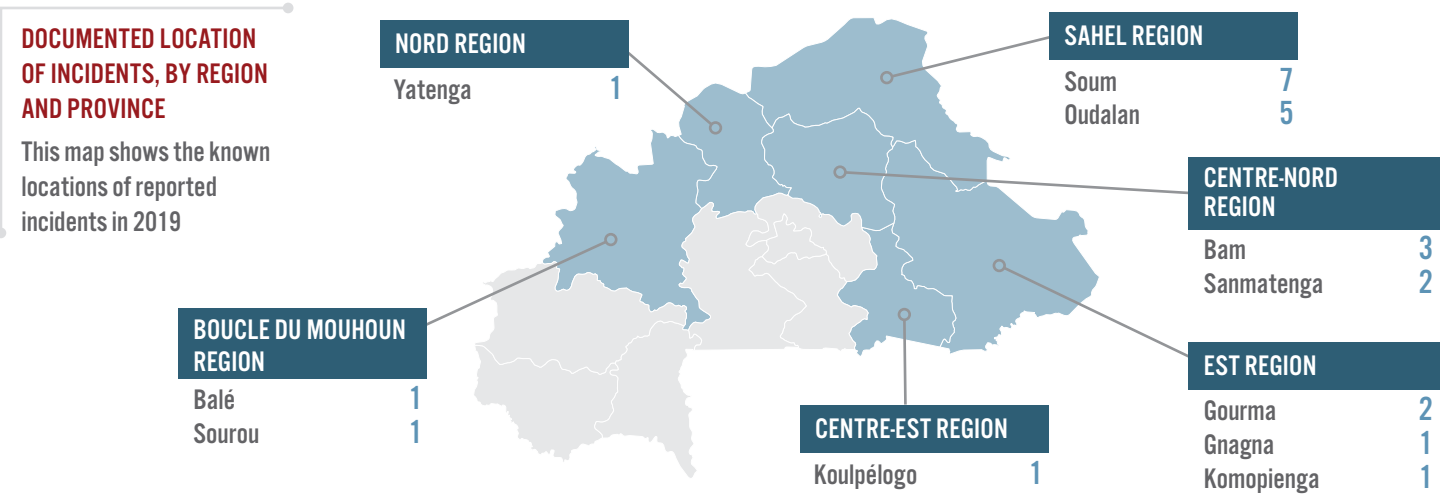 DOCUMENTED LOCATION
OF INCIDENTS, BY REGION
AND PROVINCE
This map shows the known
locations of reported
incidents in 2019
NORD REGION
Yatenga 1
SAHEL REGION
Soum 7
Oudalan 5
CENTRE-NORD
REGION
Bam 3
Sanmatenga 2
BOUCLE DU MOUHOUN
REGION
Balé 1
Sourou 1
CENTRE-EST REGION
Koulpélogo 1
EST REGION
Gourma 2
Gnagna 1
Komopienga 1